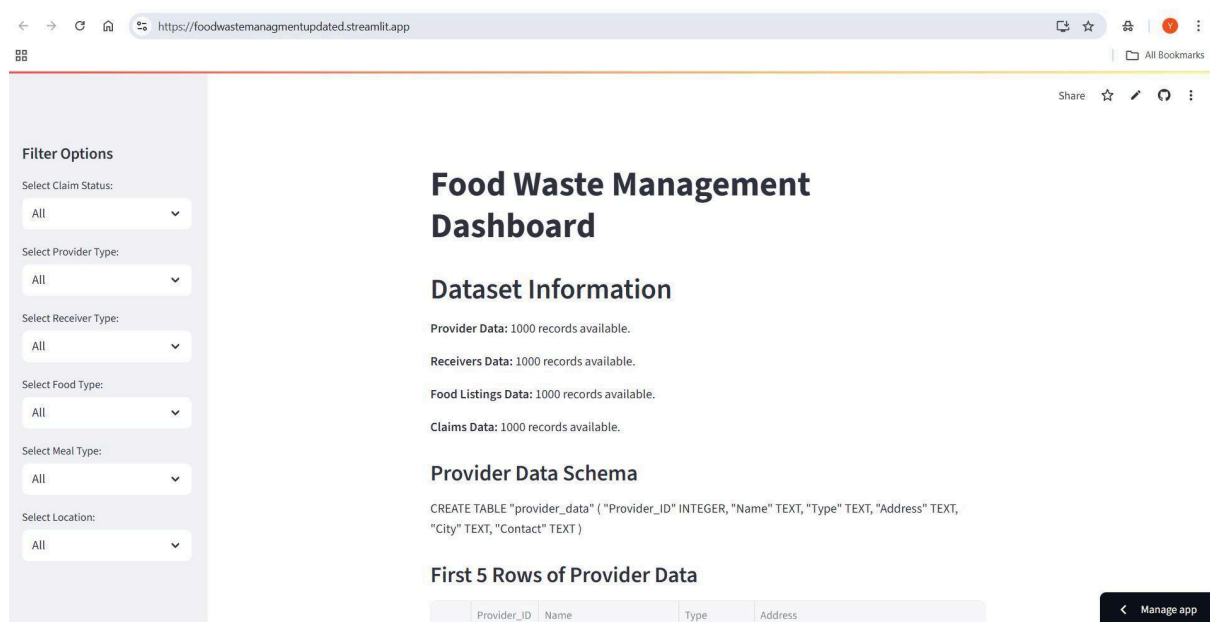 https://foodwastemanagmentupdated.streamlit.app
Y
All Bookmarks
Share
Filter Options
Select Claim Status:
All
Select Provider Type:
All
Select Receiver Type:
All
Select Food Type:
All
Select Meal Type:
All
Select Location:
All
Food Waste Management
Dashboard
Dataset Information
Provider Data: 1000 records available.
Receivers Data: 1000 records available.
Food Listings Data: 1000 records available.
Claims Data: 1000 records available.
Provider Data Schema
CREATE TABLE "provider_data" ( "Provider_ID" INTEGER, "Name" TEXT, "Type" TEXT, "Address" TEXT,
"City" TEXT, "Contact" TEXT )
First 5 Rows of Provider Data
Provider_ID Name Type Address
Manage app